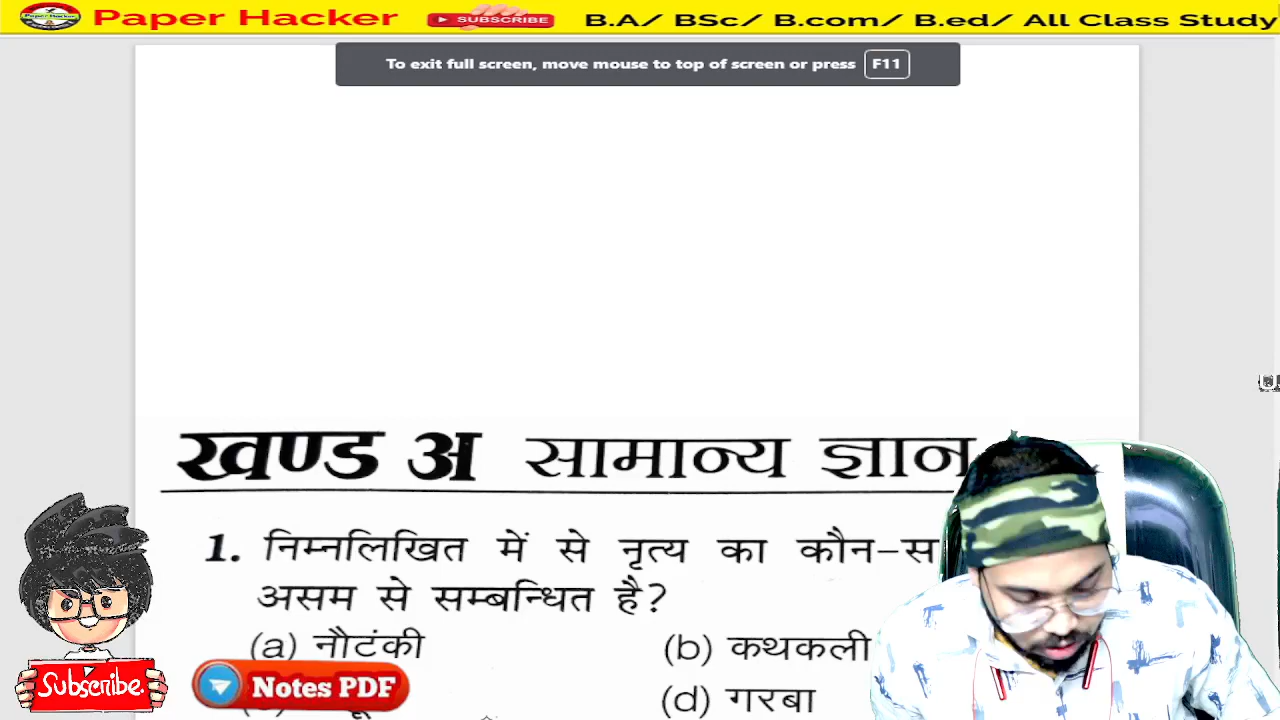 Paper Hacker SUBSCRIBE B.A/ BSc/ B.com/ B.ed/ All Class Study
To exit full screen, move mouse to top of screen or press F11
खण्ड अ सामान्य ज्ञान
1. निम्नलिखित में से नृत्य का कौन-स
असम से सम्बन्धित है?
(a) नौटंकी (b) कथकली
Subscribe. Notes PDF
(d) गरबा